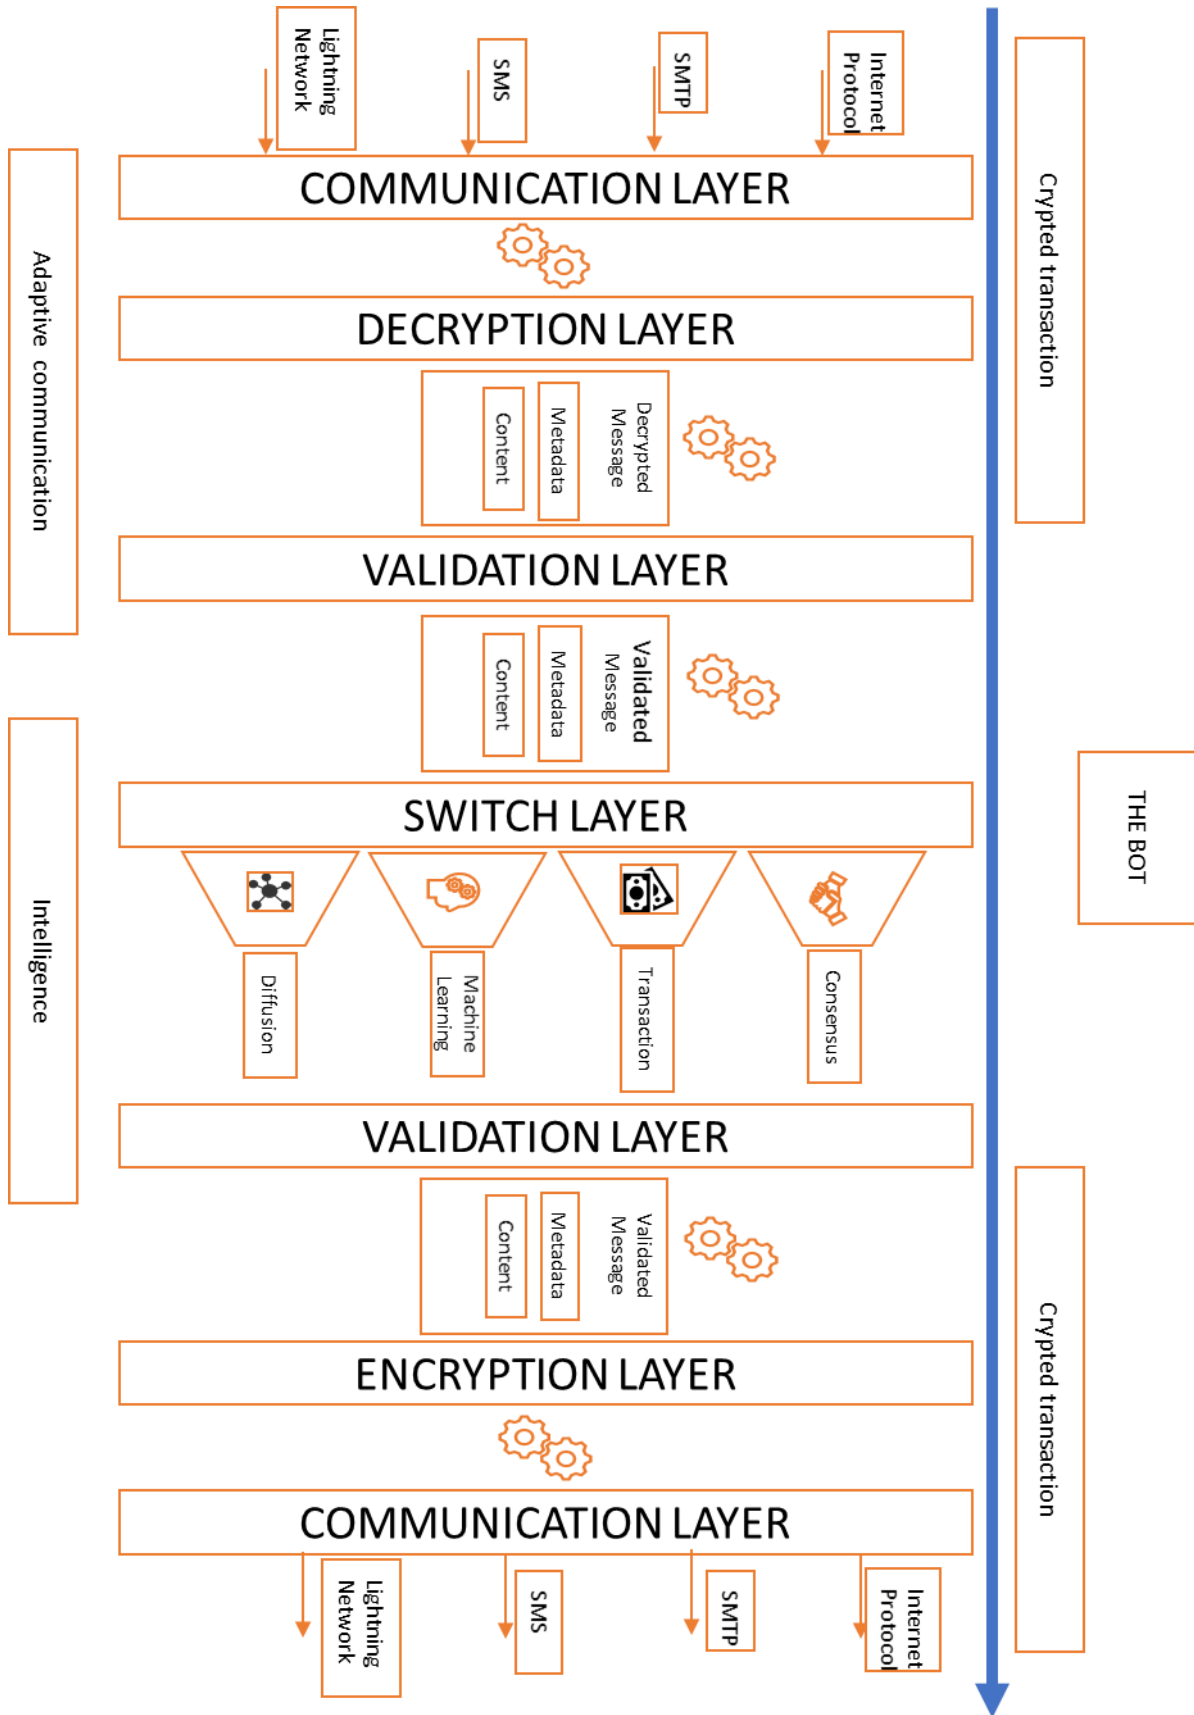 Lightning
Network
SMS
SMTP
Internet
Protocol
COMMUNICATION LAYER
Crypted transaction
Adaptive communication
DECRYPTION LAYER
Decrypted
Message
Metadata
Content
VALIDATION LAYER
Validated
Message
Metadata
Content
THE BOT
Intelligence
SWITCH LAYER
Diffusion
Machine
Learning
Transaction
Consensus
VALIDATION LAYER
Validated
Message
Metadata
Content
Crypted transaction
ENCRYPTION LAYER
COMMUNICATION LAYER
Lightning
Network
SMS
SMTP
Internet
Protocol